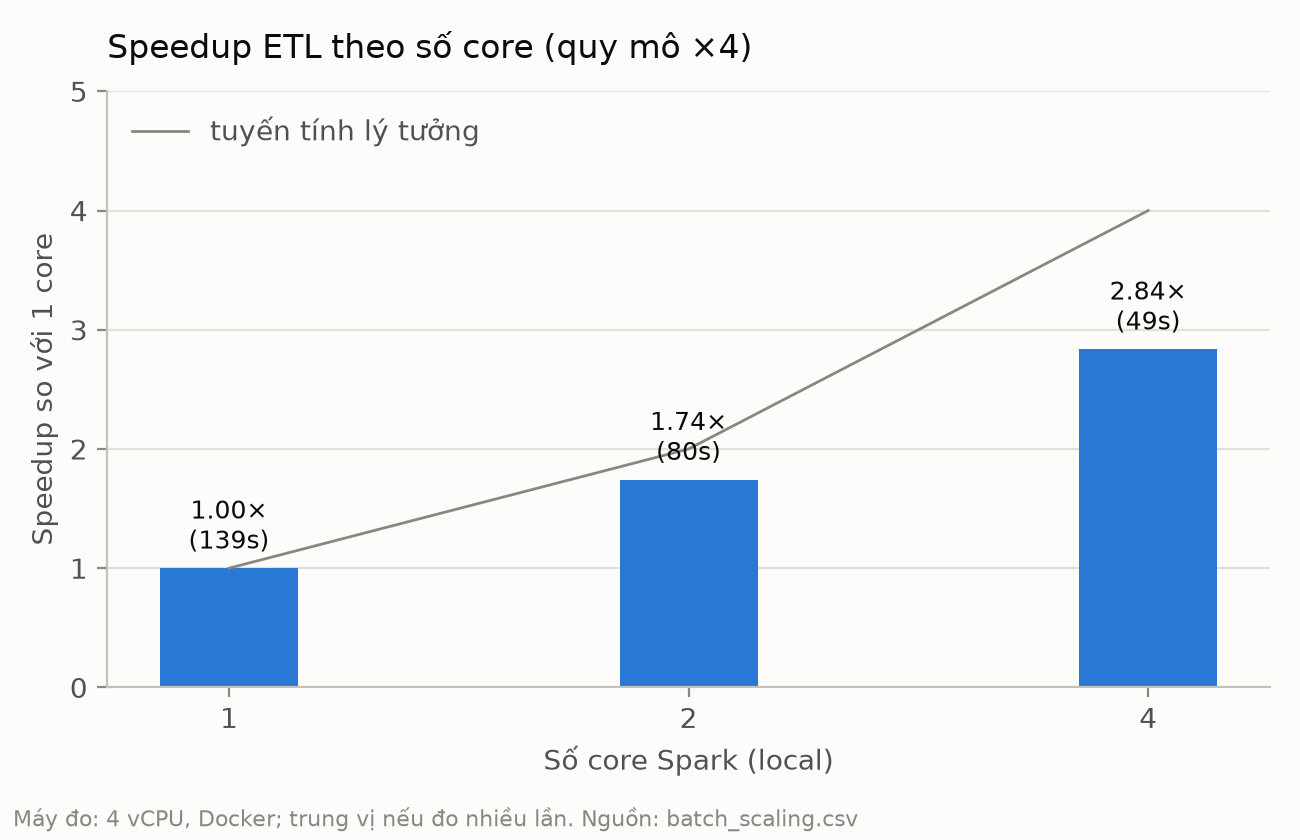 Speedup ETL theo số core (quy mô ×4)
5
tuyến tính lý tưởng
4
3
2
1
0
Speedup so với 1 core
1.00×
(139s)
1.74×
(80s)
2.84×
(49s)
1
2
4
Số core Spark (local)
Máy đo: 4 vCPU, Docker; trung vị nếu đo nhiều lần. Nguồn: batch_scaling.csv